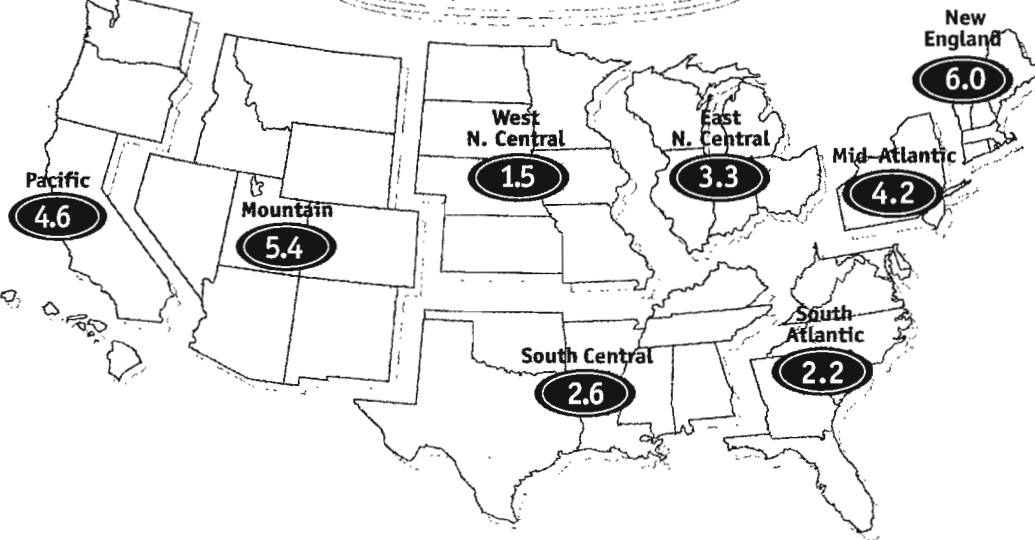 New
England
6.0
West
N. Central
1.5
East
N. Central
3.3
Mid-Atlantic
4.2
Pacific
4.6
Mountain
5.4
South
Atlantic
2.2
South Central
2.6